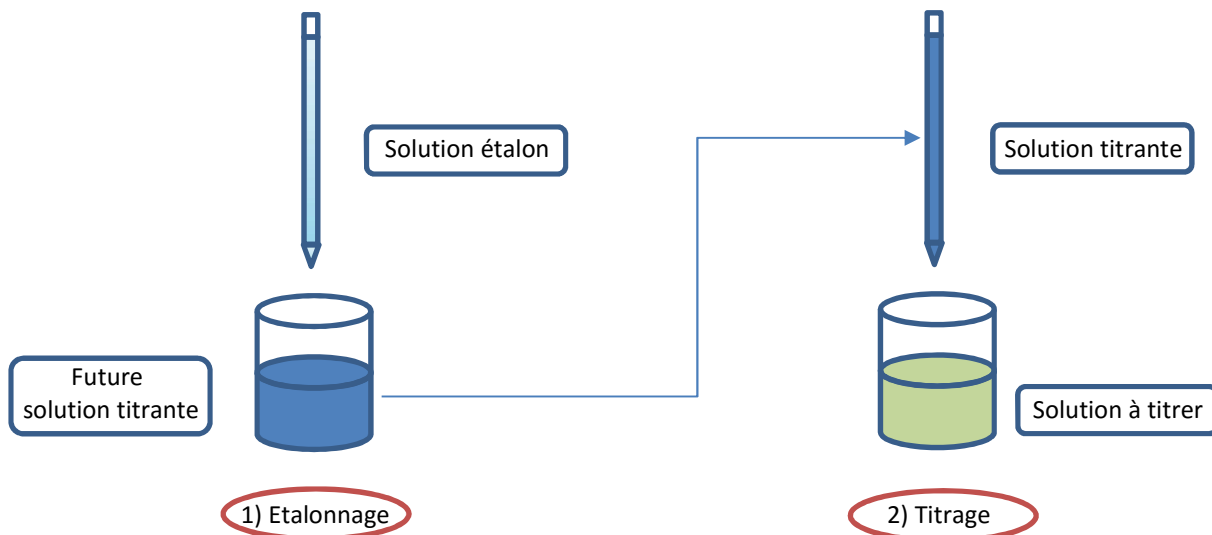 Solution étalon
Solution titrante
Future
solution titrante
Solution à titrer
1) Etalonnage
2) Titrage